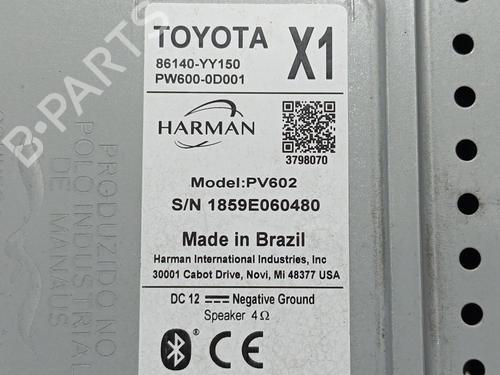 TOYOTA X1
86140-YY150
PW600-0D001
HARMAN
3798070
Model:PV602
S/N 1859E060480
Made in Brazil
Harman International Industries, Inc
30001 Cabot Drive, Novi, Mi 48377 USA
DC 12 Negative Ground
Speaker 4 Ω
CE
PRODUZIDO NO
POLO INDUSTRIAL
DE
MANAUS
B-PARTS